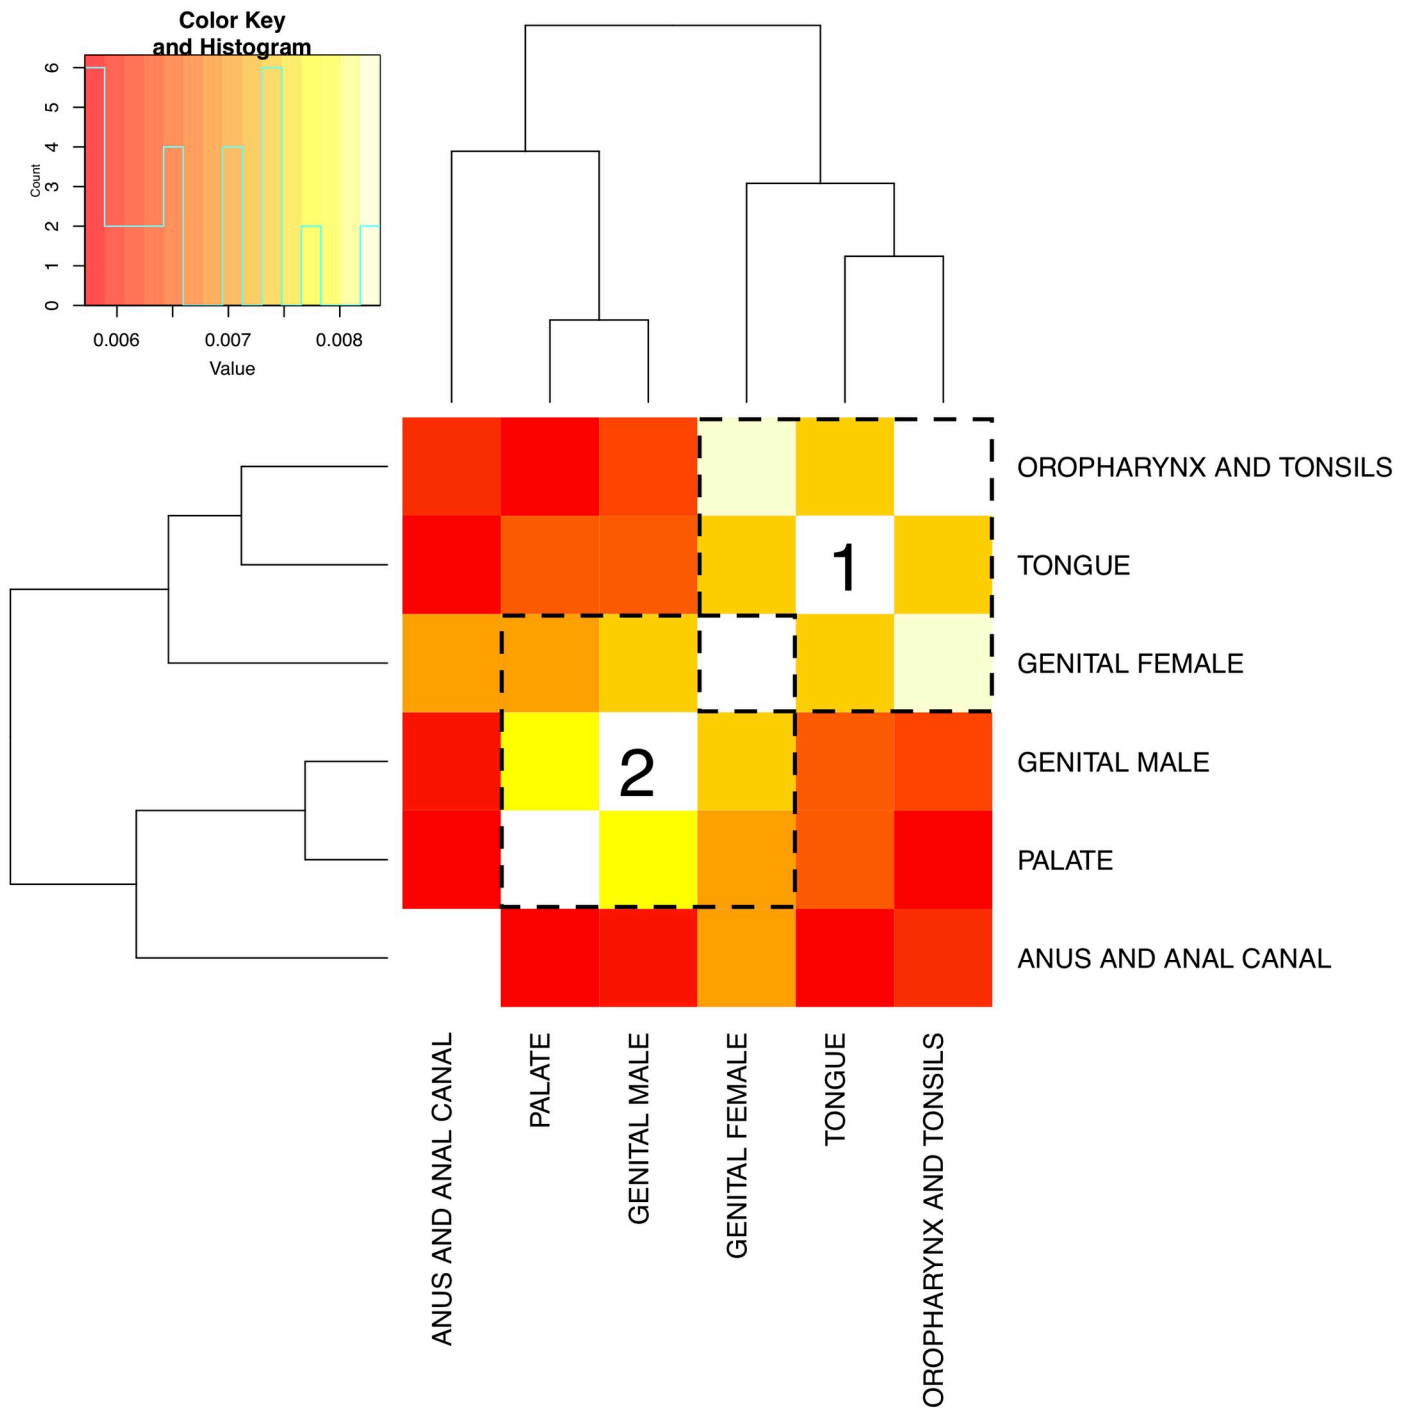 Color Key
and Histogram
6
5
4
3
2
1
0
Count
0.006 0.007 0.008
Value
OROPHARYNX AND TONSILS
1
TONGUE
GENITAL FEMALE
2
GENITAL MALE
PALATE
ANUS AND ANAL CANAL
ANUS AND ANAL CANAL
PALATE
GENITAL MALE
GENITAL FEMALE
TONGUE
OROPHARYNX AND TONSILS